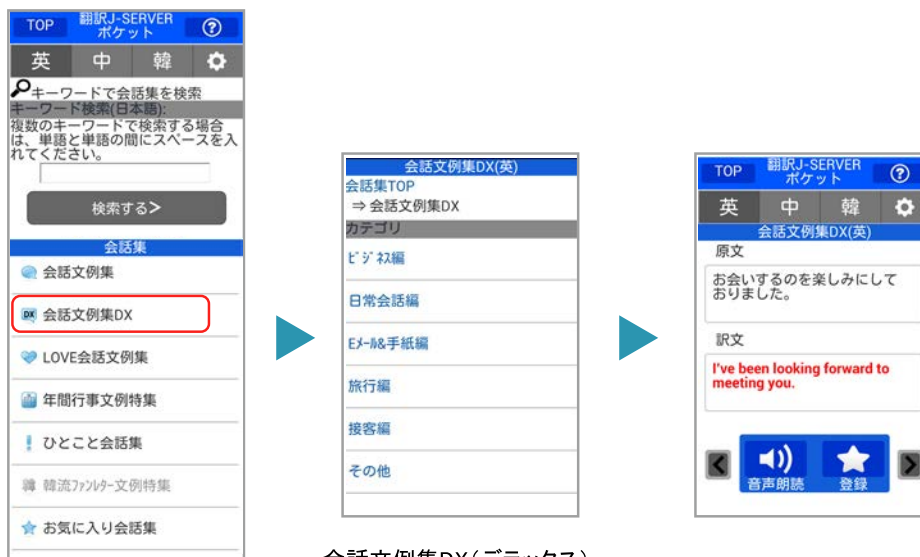 TOP
翻訳J-SERVER
ポケット
?
英 中 韓
キーワードで会話集を検索
キーワード検索(日本語):
複数のキーワードで検索する場合
は、単語と単語の間にスペースを入
れてください。
検索する>
会話集
会話文例集
DX 会話文例集DX
LOVE会話文例集
年間行事文例特集
ひとこと会話集
韓流ファンレター文例特集
お気に入り会話集
会話文例集DX(英)
会話集TOP
⇒ 会話文例集DX
カテゴリ
ビジネス編
日常会話編
Eメール&手紙編
旅行編
接客編
その他
TOP
翻訳J-SERVER
ポケット
?
英 中 韓
会話文例集DX(英)
原文
お会いするのを楽しみにして
おりました。
訳文
I've been looking forward to
meeting you.
音声朗読 登録